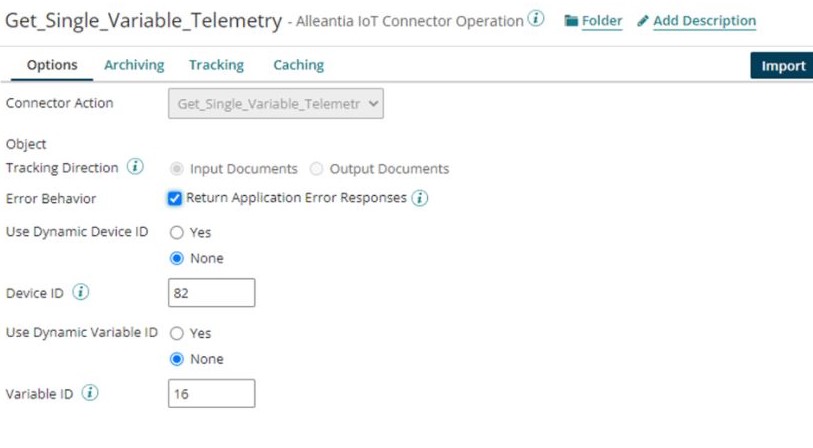 Get_Single_Variable_Telemetry - Alleantia IoT Connector Operation i Folder Add Description
Options Archiving Tracking Caching Import
Connector Action Get_Single_Variable_Telemetr
Object
Tracking Direction i Input Documents Output Documents
Error Behavior Return Application Error Responses i
Use Dynamic Device ID Yes
None
Device ID i 82
Use Dynamic Variable ID Yes
None
Variable ID i 16